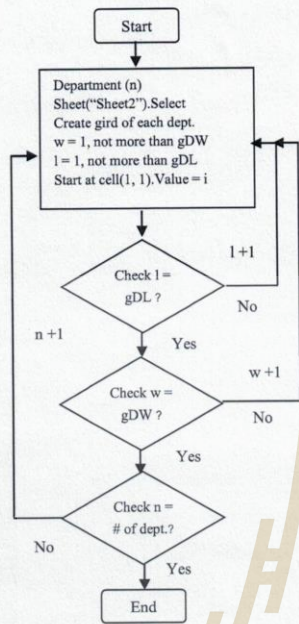 Start
Department (n)
Sheet(“Sheet2”).Select
Create gird of each dept.
w = 1, not more than gDW
l = 1, not more than gDL
Start at cell(1, 1).Value = i
l +1
Check l =
gDL ?
No
n +1
Yes
w +1
Check w =
gDW ?
No
Yes
Check n =
# of dept.?
No
Yes
End